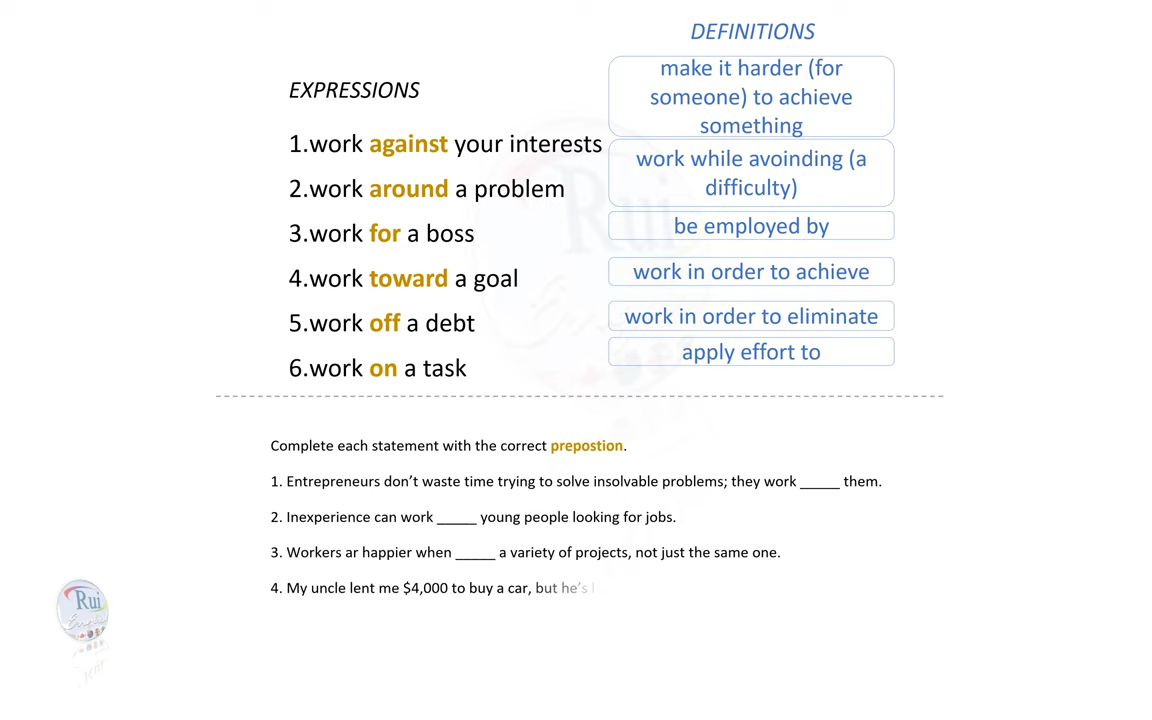 DEFINITIONS
EXPRESSIONS
make it harder (for
someone) to achieve
something
1.work against your interests
work while avoinding (a
difficulty)
2.work around a problem
be employed by
3.work for a boss
work in order to achieve
4.work toward a goal
work in order to eliminate
5.work off a debt
apply effort to
6.work on a task
Complete each statement with the correct prepostion.
1. Entrepreneurs don’t waste time trying to solve insolvable problems; they work _____ them.
2. Inexperience can work _____ young people looking for jobs.
3. Workers ar happier when _____ a variety of projects, not just the same one.
4. My uncle lent me $4,000 to buy a car, but he’s
Rui
English